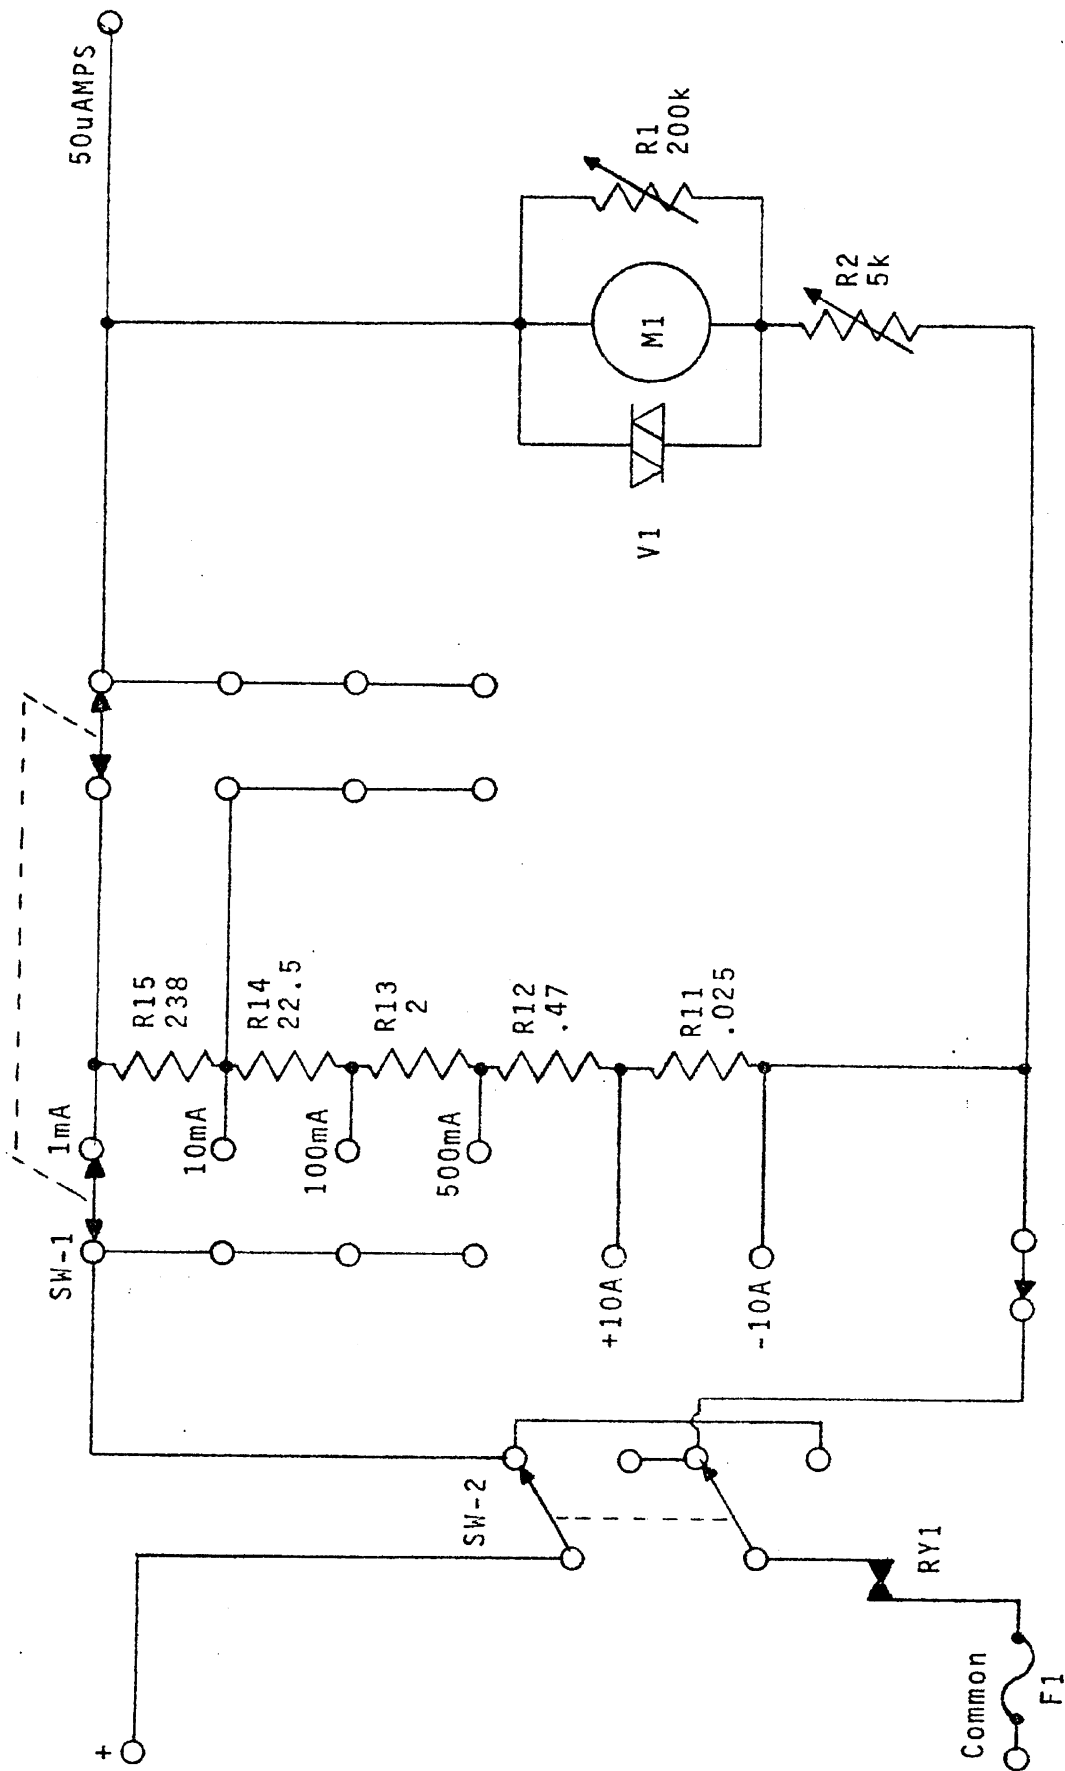 +
Common
F1
RY1
SW-2
SW-1
1mA
10mA
100mA
500mA
+10A
-10A
R15
238
R14
22.5
R13
2
R12
.47
R11
.025
V1
M1
R1
200k
R2
5k
50uAMPS